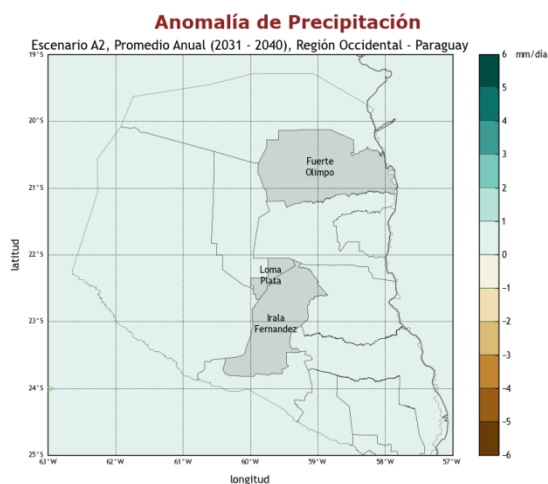 Anomalía de Precipitación
Escenario A2, Promedio Anual (2031 - 2040), Región Occidental - Paraguay
19°S
20°S
21°S
22°S
23°S
24°S
25°S
latitud
Fuerte
Olimpo
Loma
Plata
Irala
Fernandez
63°W
62°W
61°W
60°W
59°W
58°W
57°W
longitud
mm/dia
6
5
4
3
2
1
0
-1
-2
-3
-4
-5
-6